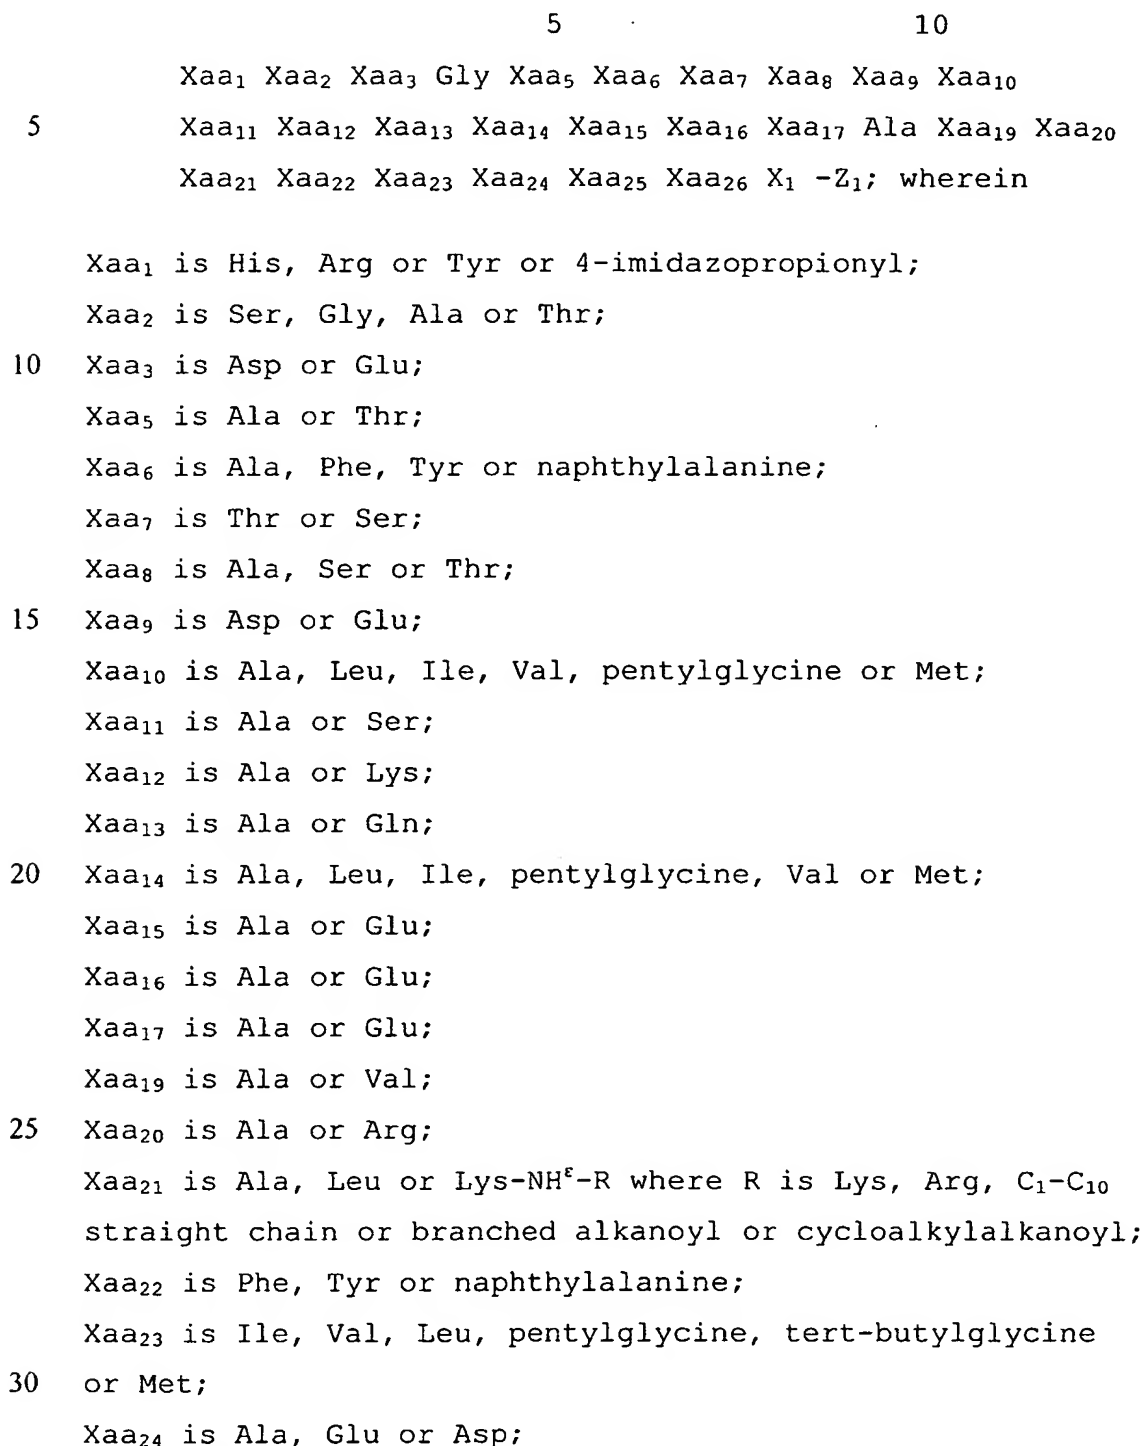 5 10
Xaa₁ Xaa₂ Xaa₃ Gly Xaa₅ Xaa₆ Xaa₇ Xaa₈ Xaa₉ Xaa₁₀
5 Xaa₁₁ Xaa₁₂ Xaa₁₃ Xaa₁₄ Xaa₁₅ Xaa₁₆ Xaa₁₇ Ala Xaa₁₉ Xaa₂₀
Xaa₂₁ Xaa₂₂ Xaa₂₃ Xaa₂₄ Xaa₂₅ Xaa₂₆ X₁ -Z₁; wherein
Xaa₁ is His, Arg or Tyr or 4-imidazopropionyl;
Xaa₂ is Ser, Gly, Ala or Thr;
10 Xaa₃ is Asp or Glu;
Xaa₅ is Ala or Thr;
Xaa₆ is Ala, Phe, Tyr or naphthylalanine;
Xaa₇ is Thr or Ser;
Xaa₈ is Ala, Ser or Thr;
15 Xaa₉ is Asp or Glu;
Xaa₁₀ is Ala, Leu, Ile, Val, pentylglycine or Met;
Xaa₁₁ is Ala or Ser;
Xaa₁₂ is Ala or Lys;
Xaa₁₃ is Ala or Gln;
20 Xaa₁₄ is Ala, Leu, Ile, pentylglycine, Val or Met;
Xaa₁₅ is Ala or Glu;
Xaa₁₆ is Ala or Glu;
Xaa₁₇ is Ala or Glu;
Xaa₁₉ is Ala or Val;
25 Xaa₂₀ is Ala or Arg;
Xaa₂₁ is Ala, Leu or Lys-NH^ε-R where R is Lys, Arg, C₁-C₁₀
straight chain or branched alkanoyl or cycloalkylalkanoyl;
Xaa₂₂ is Phe, Tyr or naphthylalanine;
Xaa₂₃ is Ile, Val, Leu, pentylglycine, tert-butylglycine
30 or Met;
Xaa₂₄ is Ala, Glu or Asp;